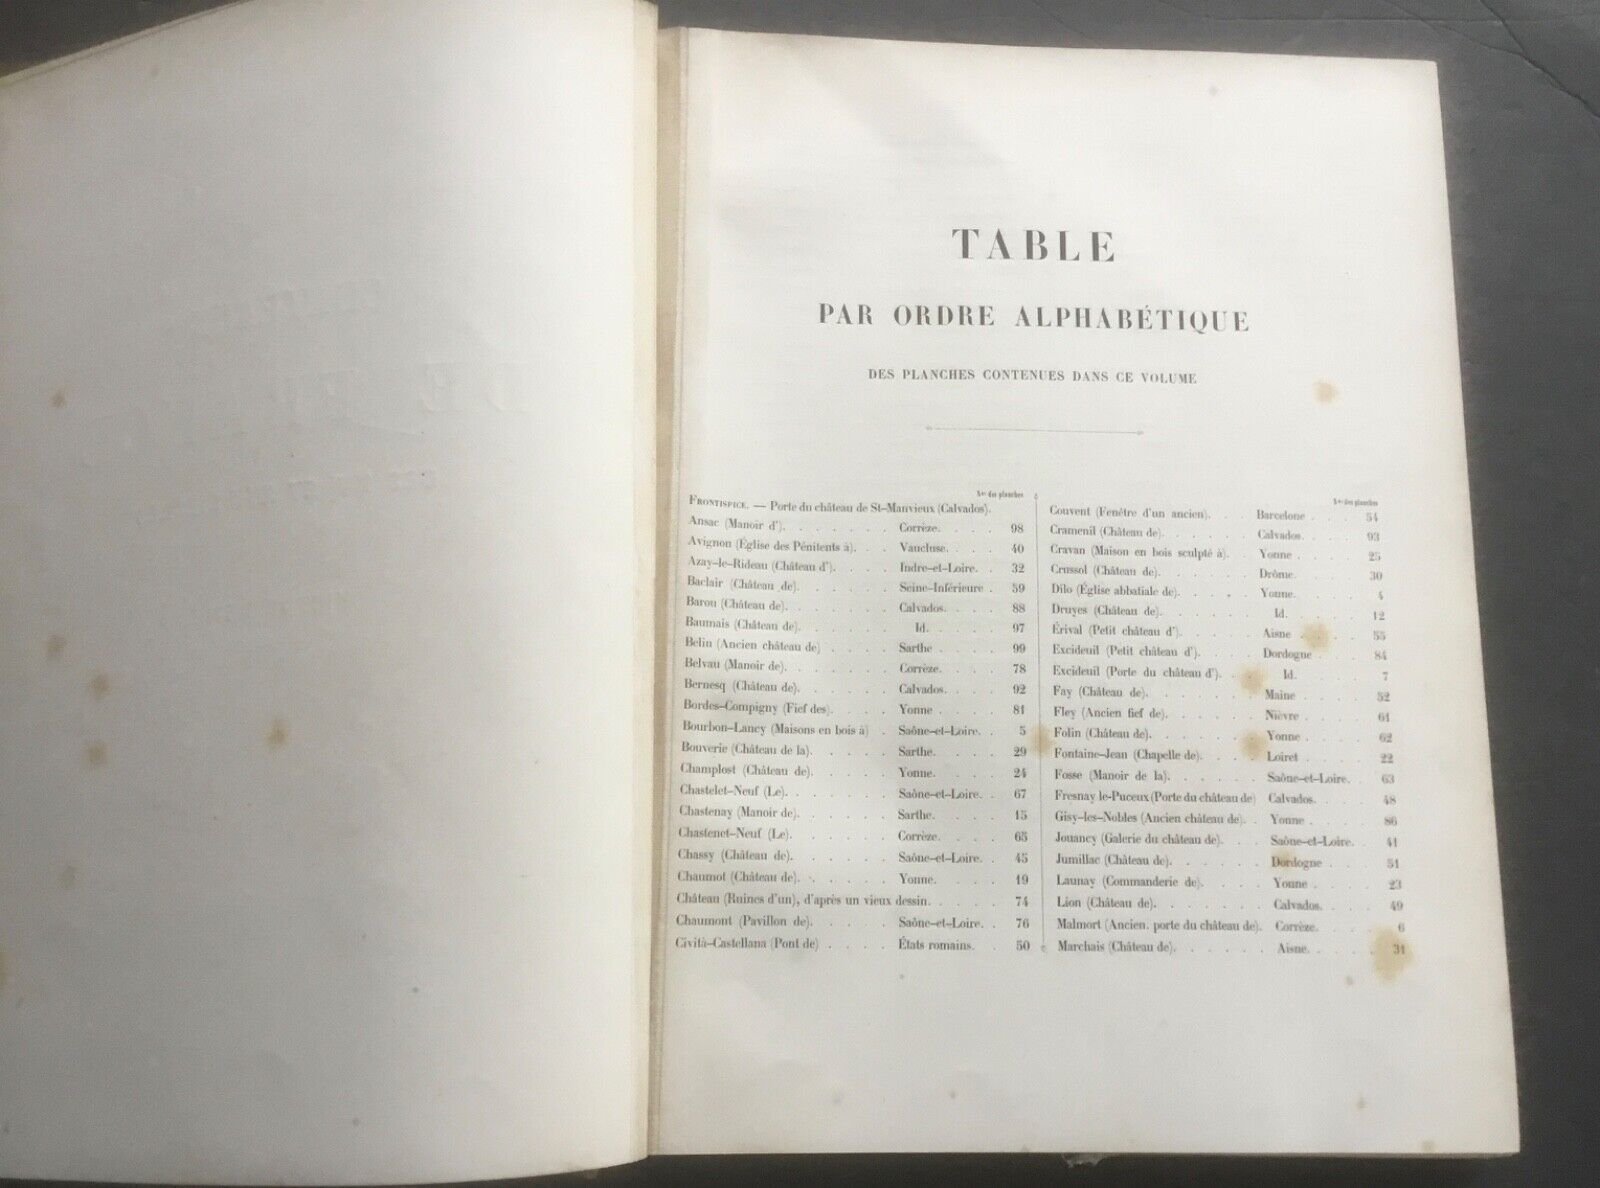 TABLE
PAR ORDRE ALPHABÉTIQUE
DES PLANCHES CONTENUES DANS CE VOLUME
Nos des planches
FRONTISPICE. — Porte du château de St-Manvieux (Calvados).
Ansac (Manoir d'). . . . . . . Corrèze. . . . 98
Avignon (Église des Pénitents à). . . Vaucluse. . . . 40
Azay-le-Rideau (Château d'). . . . . Indre-et-Loire. . 32
Baclair (Château de). . . . . . Seine-Inférieure . 59
Barou (Château de). . . . . . . Calvados. . . . 88
Baumais (Château de). . . . . . Id. . . . . 97
Belin (Ancien château de) . . . . . Sarthe . . . . 99
Belvau (Manoir de). . . . . . . Corrèze. . . . 78
Bernesq (Château de). . . . . . Calvados. . . . 92
Bordes-Compigny (Fief des). . . . . Yonne . . . . 81
Bourbon-Lancy (Maisons en bois à) . Saône-et-Loire. . 5
Bouverie (Château de la). . . . . . Sarthe. . . . 29
Champlost (Château de). . . . . . Yonne. . . . 24
Chastelet-Neuf (Le). . . . . . . Saône-et-Loire. . 67
Chastenay (Manoir de). . . . . . Sarthe. . . . 15
Chastenet-Neuf (Le). . . . . . . Corrèze. . . . 65
Chassy (Château de). . . . . . Saône-et-Loire. . 45
Chaumot (Château de). . . . . . Yonne. . . . 19
Château (Ruines d'un), d'après un vieux dessin. . . . . 74
Chaumont (Pavillon de). . . . . . Saône-et-Loire. . 76
Cività-Castellana (Pont de) . . . . États romains. . 50
Nos des planches
Couvent (Fenêtre d'un ancien). . . Barcelone . . . 54
Cramenil (Château de). . . . . . Calvados. . . . 93
Cravan (Maison en bois sculpté à). . Yonne . . . . 25
Crussol (Château de). . . . . . Drôme. . . . 30
Dilo (Église abbatiale de). . . . . Yonne. . . . 4
Druyes (Château de). . . . . . Id. . . . . 12
Érival (Petit château d'). . . . . Aisne . . . . 55
Excideuil (Petit château d'). . . . Dordogne . . . 84
Excideuil (Porte du château d'). . . Id. . . . . 7
Fay (Château de). . . . . . . Maine . . . . 52
Fley (Ancien fief de). . . . . . Nièvre . . . . 61
Folin (Château de). . . . . . . Yonne . . . . 62
Fontaine-Jean (Chapelle de). . . . Loiret . . . . 22
Fosse (Manoir de la). . . . . . Saône-et-Loire. . 63
Fresnay le-Puceux (Porte du château de) Calvados. . . . 48
Gisy-les-Nobles (Ancien château de). . Yonne . . . . 86
Jouancy (Galerie du château de). . . Saône-et-Loire. . 41
Jumillac (Château de). . . . . . Dordogne . . . 51
Launay (Commanderie de). . . . . Yonne . . . . 23
Lion (Château de). . . . . . . Calvados. . . . 49
Malmort (Ancien. porte du château de). Corrèze. . . . 6
Marchais (Château de). . . . . . Aisne. . . . . 31